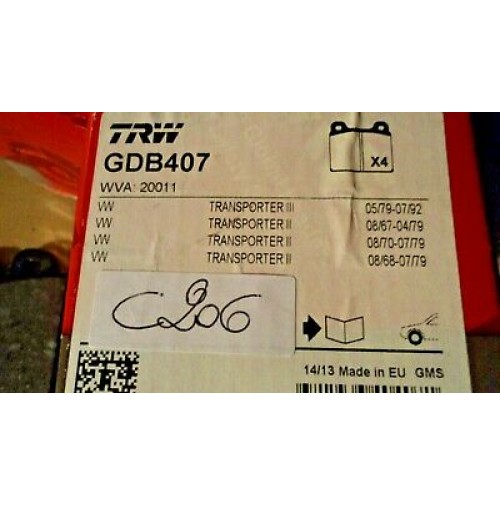 TRW
GDB407
X4
WVA: 20011
VW TRANSPORTER III 05/79-07/92
VW TRANSPORTER II 08/67-04/79
VW TRANSPORTER II 08/70-07/79
VW TRANSPORTER II 08/68-07/79
C206
14/13 Made in EU GMS